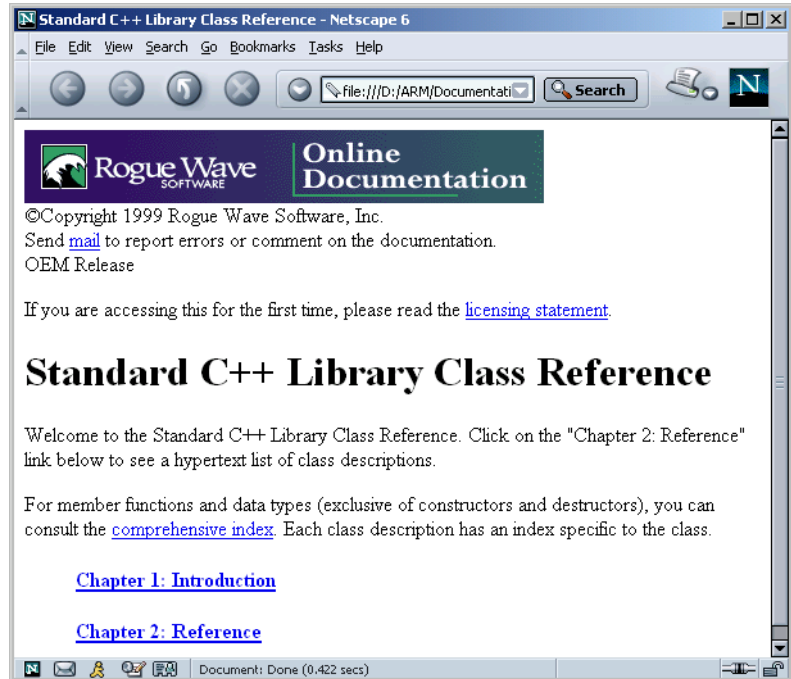 Standard C++ Library Class Reference - Netscape 6
File Edit View Search Go Bookmarks Tasks Help
file:///D:/ARM/Documentati Search N
Rogue Wave SOFTWARE
Online Documentation
©Copyright 1999 Rogue Wave Software, Inc.
Send mail to report errors or comment on the documentation.
OEM Release
If you are accessing this for the first time, please read the licensing statement.
Standard C++ Library Class Reference
Welcome to the Standard C++ Library Class Reference. Click on the "Chapter 2: Reference"
link below to see a hypertext list of class descriptions.
For member functions and data types (exclusive of constructors and destructors), you can
consult the comprehensive index. Each class description has an index specific to the class.
Chapter 1: Introduction
Chapter 2: Reference
Document: Done (0.422 secs)